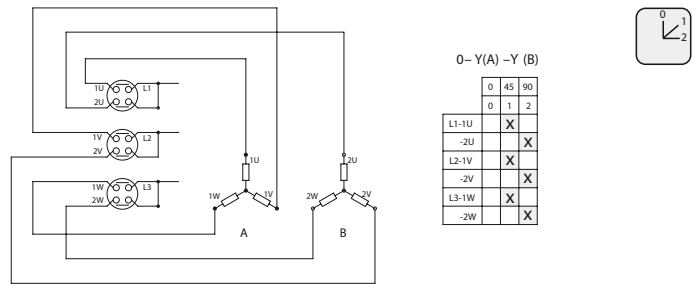 1U L1
2U
1V L2
2V
1W L3
2W
1U
1W 1V
A
2U
2W 2V
B
0– Y(A) –Y (B)
0 45 90
0 1 2
L1-1U X
-2U X
L2-1V X
-2V X
L3-1W X
-2W X
0
1
2